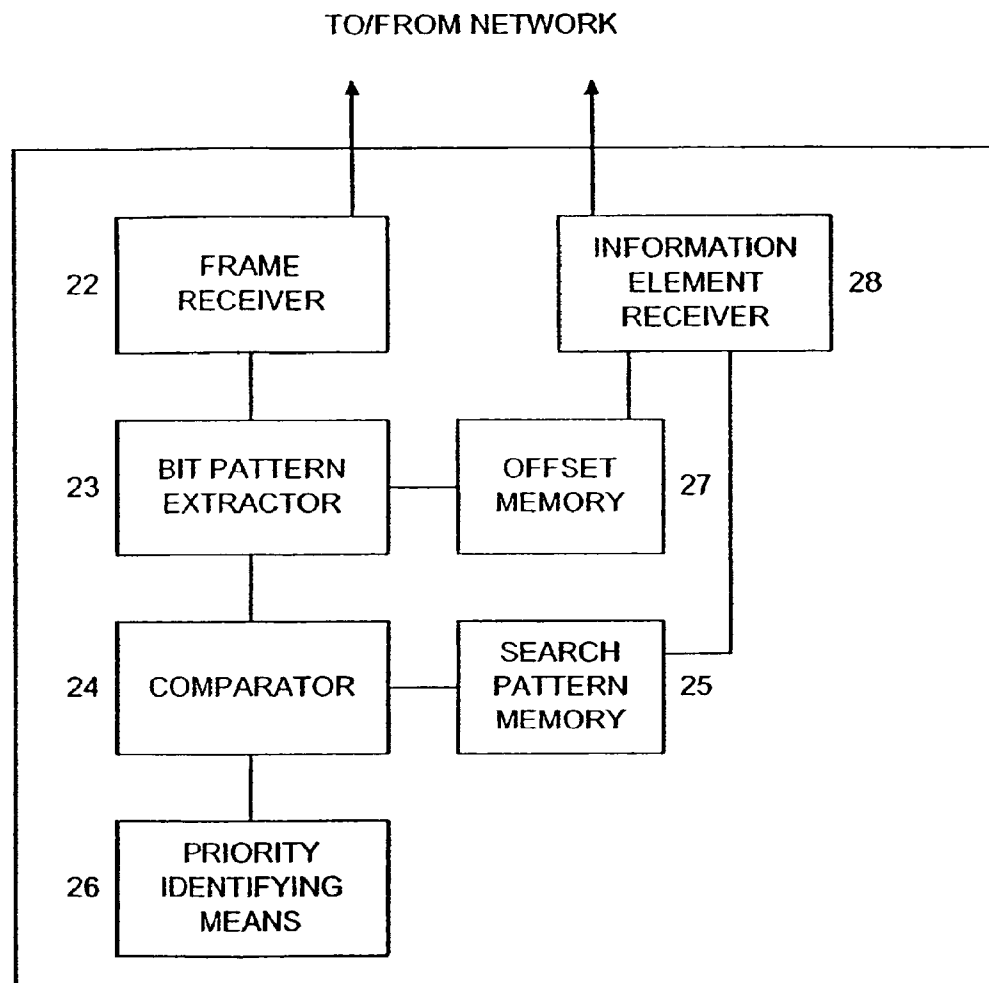 TO/FROM NETWORK
22
FRAME
RECEIVER
INFORMATION
ELEMENT
RECEIVER
28
23
BIT PATTERN
EXTRACTOR
OFFSET
MEMORY
27
24
COMPARATOR
SEARCH
PATTERN
MEMORY
25
26
PRIORITY
IDENTIFYING
MEANS